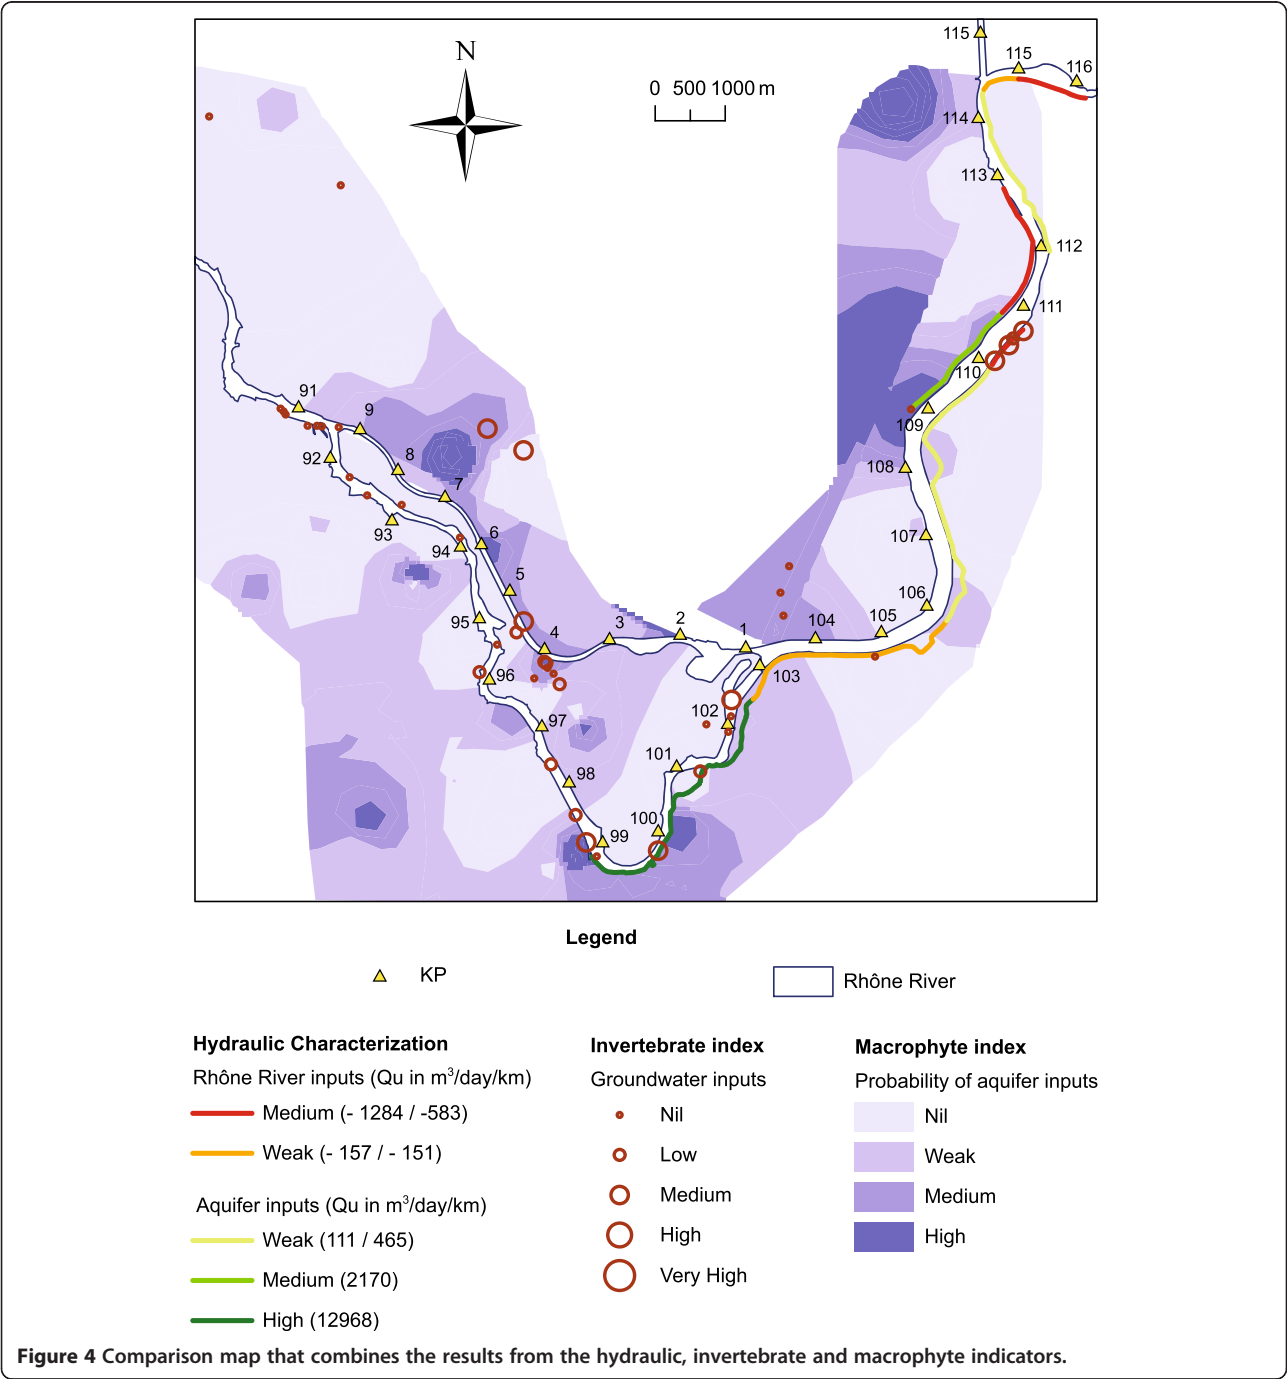 N
0 500 1000 m
115
115
116
114
113
112
111
110
109
108
107
106
105
104
103
102
101
100
99
98
97
96
95
94
93
92
91
9
8
7
6
5
4
3
2
1
Legend
KP
Rhône River
Hydraulic Characterization
Rhône River inputs (Qu in m³/day/km)
Medium (- 1284 / -583)
Weak (- 157 / - 151)
Aquifer inputs (Qu in m³/day/km)
Weak (111 / 465)
Medium (2170)
High (12968)
Invertebrate index
Groundwater inputs
Nil
Low
Medium
High
Very High
Macrophyte index
Probability of aquifer inputs
Nil
Weak
Medium
High
Figure 4 Comparison map that combines the results from the hydraulic, invertebrate and macrophyte indicators.